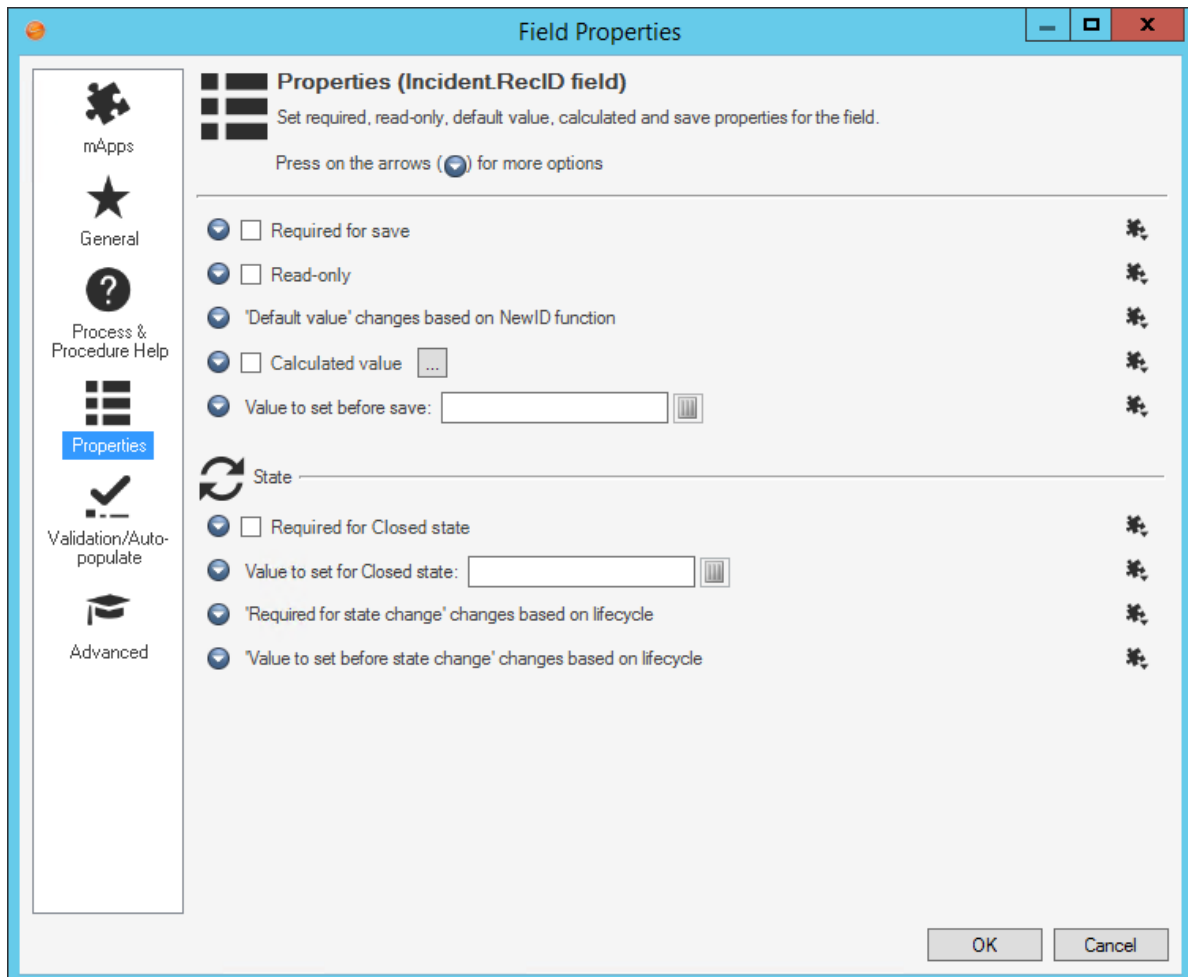 Field Properties
mApps
General
Process &
Procedure Help
Properties
Validation/Auto-
populate
Advanced
Properties (Incident.RecID field)
Set required, read-only, default value, calculated and save properties for the field.
Press on the arrows ( ) for more options
Required for save
Read-only
'Default value' changes based on NewID function
Calculated value ...
Value to set before save:
State
Required for Closed state
Value to set for Closed state:
'Required for state change' changes based on lifecycle
'Value to set before state change' changes based on lifecycle
OK Cancel